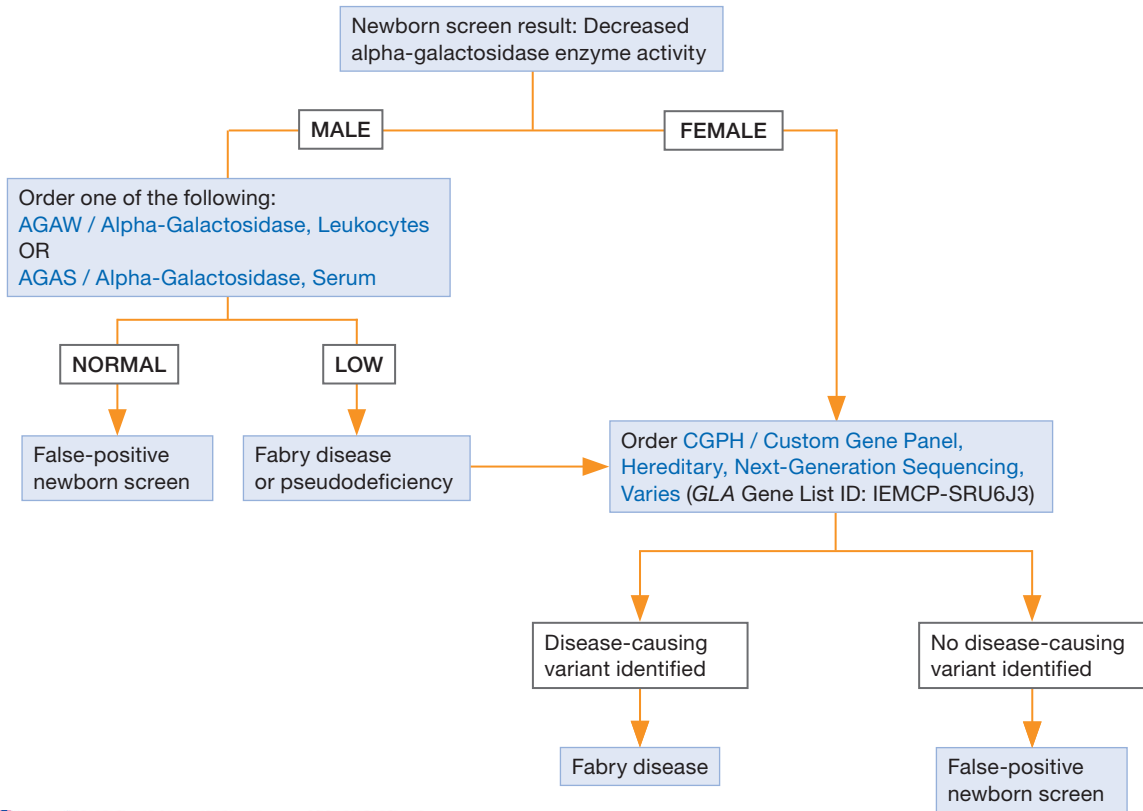 Newborn screen result: Decreased
alpha-galactosidase enzyme activity
MALE
FEMALE
Order one of the following:
AGAW / Alpha-Galactosidase, Leukocytes
OR
AGAS / Alpha-Galactosidase, Serum
NORMAL
LOW
False-positive
newborn screen
Fabry disease
or pseudodeficiency
Order CGPH / Custom Gene Panel,
Hereditary, Next-Generation Sequencing,
Varies (GLA Gene List ID: IEMCP-SRU6J3)
Disease-causing
variant identified
No disease-causing
variant identified
Fabry disease
False-positive
newborn screen